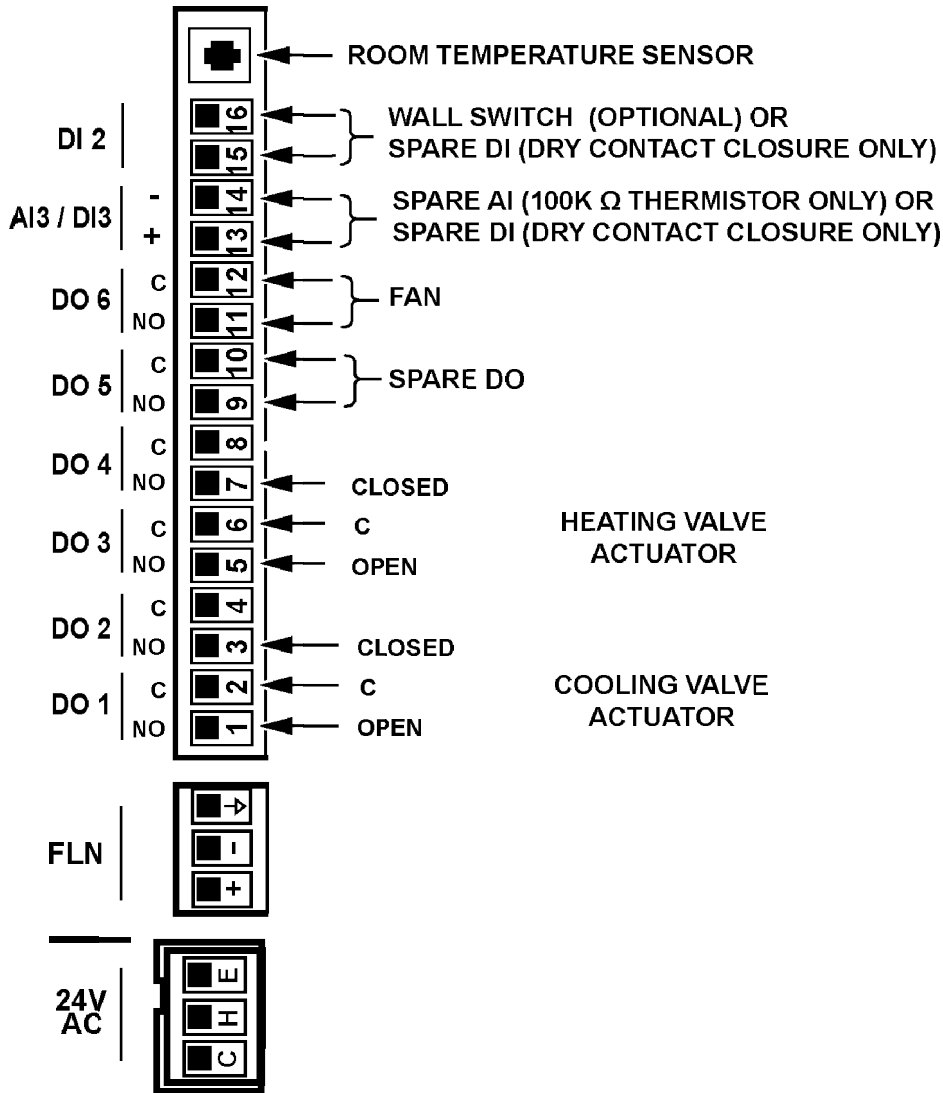 ROOM TEMPERATURE SENSOR
DI 2
16
15
WALL SWITCH (OPTIONAL) OR
SPARE DI (DRY CONTACT CLOSURE ONLY)
AI3 / DI3
-
14
+
13
SPARE AI (100K Ω THERMISTOR ONLY) OR
SPARE DI (DRY CONTACT CLOSURE ONLY)
DO 6
C
12
NO
11
FAN
DO 5
C
10
NO
9
SPARE DO
DO 4
C
8
NO
7
CLOSED
DO 3
C
6
C
NO
5
OPEN
HEATING VALVE
ACTUATOR
DO 2
C
4
NO
3
CLOSED
DO 1
C
2
C
NO
1
OPEN
COOLING VALVE
ACTUATOR
FLN
-
+
24V
AC
E
H
C